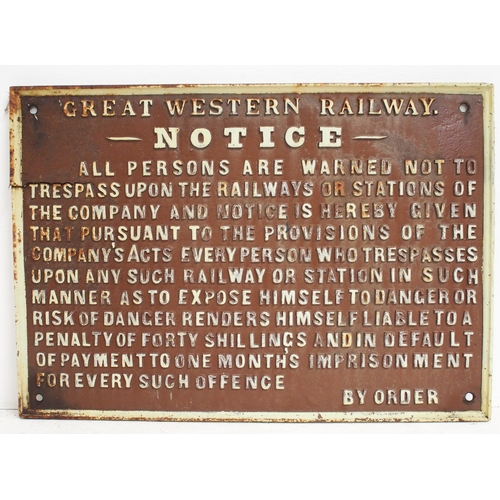 GREAT WESTERN RAILWAY.
— NOTICE —
ALL PERSONS ARE WARNED NOT TO
TRESPASS UPON THE RAILWAYS OR STATIONS OF
THE COMPANY AND NOTICE IS HEREBY GIVEN
THAT PURSUANT TO THE PROVISIONS OF THE
COMPANY'S ACTS EVERY PERSON WHO TRESPASSES
UPON ANY SUCH RAILWAY OR STATION IN SUCH
MANNER AS TO EXPOSE HIMSELF TO DANGER OR
RISK OF DANGER RENDERS HIMSELF LIABLE TO A
PENALTY OF FORTY SHILLINGS AND IN DEFAULT
OF PAYMENT TO ONE MONTHS IMPRISONMENT
FOR EVERY SUCH OFFENCE
BY ORDER